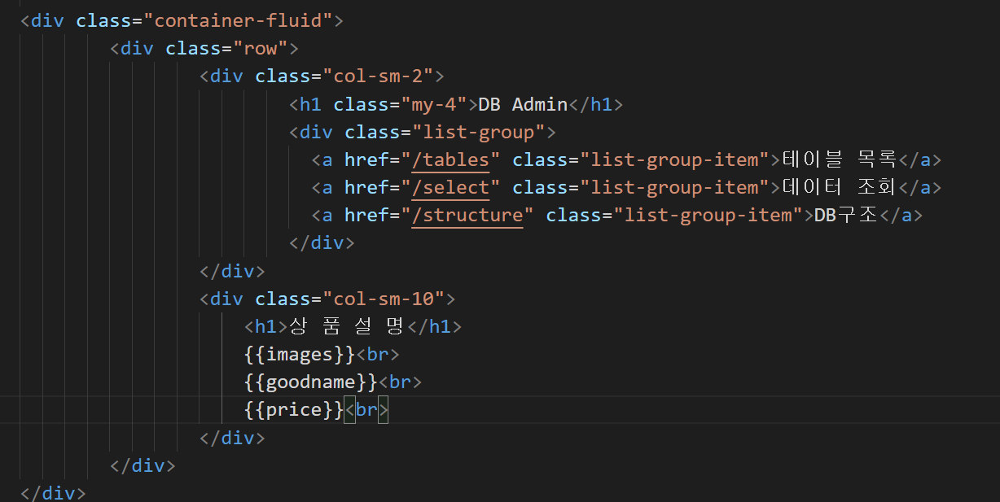 <div class="container-fluid">
<div class="row">
<div class="col-sm-2">
<h1 class="my-4">DB Admin</h1>
<div class="list-group">
<a href="/tables" class="list-group-item">테이블 목록</a>
<a href="/select" class="list-group-item">데이터 조회</a>
<a href="/structure" class="list-group-item">DB구조</a>
</div>
</div>
<div class="col-sm-10">
<h1>상 품 설 명</h1>
{{images}}<br>
{{goodname}}<br>
{{price}}<br>
</div>
</div>
</div>